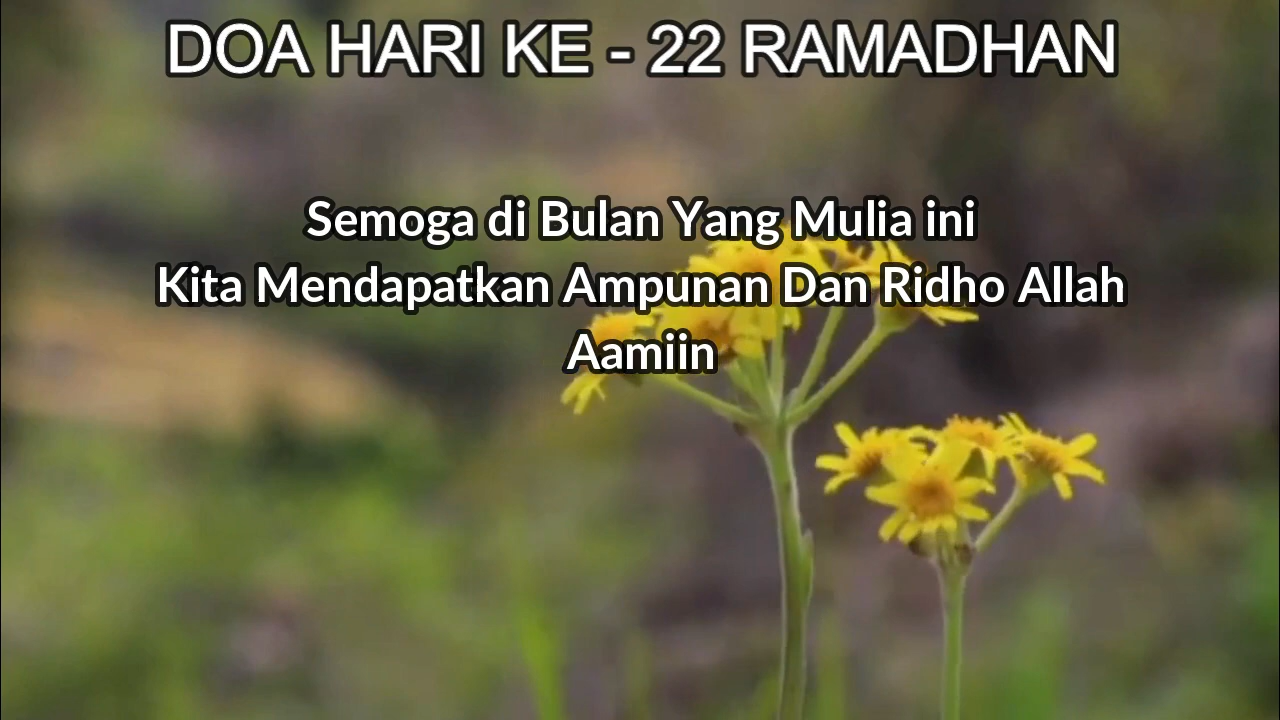 DOA HARI KE - 22 RAMADHAN
Semoga di Bulan Yang Mulia ini
Kita Mendapatkan Ampunan Dan Ridho Allah
Aamiin